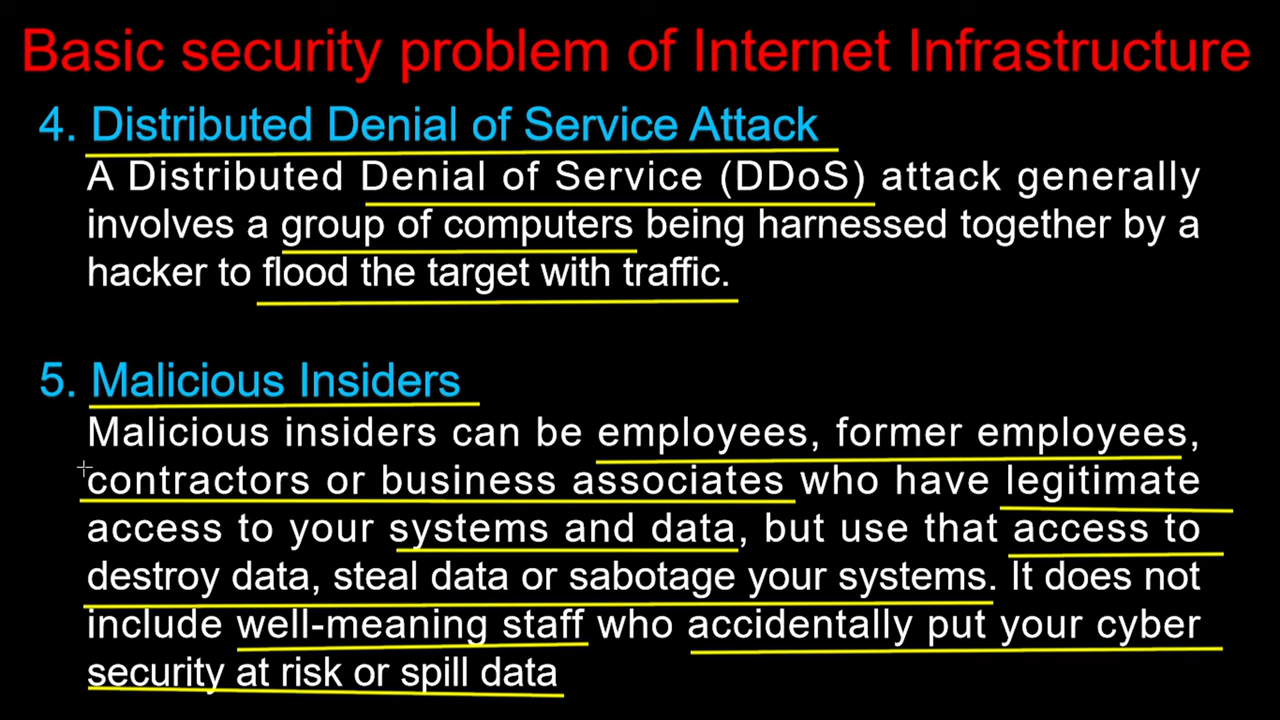 Basic security problem of Internet Infrastructure
4. Distributed Denial of Service Attack
A Distributed Denial of Service (DDoS) attack generally
involves a group of computers being harnessed together by a
hacker to flood the target with traffic.
5. Malicious Insiders
Malicious insiders can be employees, former employees,
contractors or business associates who have legitimate
access to your systems and data, but use that access to
destroy data, steal data or sabotage your systems. It does not
include well-meaning staff who accidentally put your cyber
security at risk or spill data